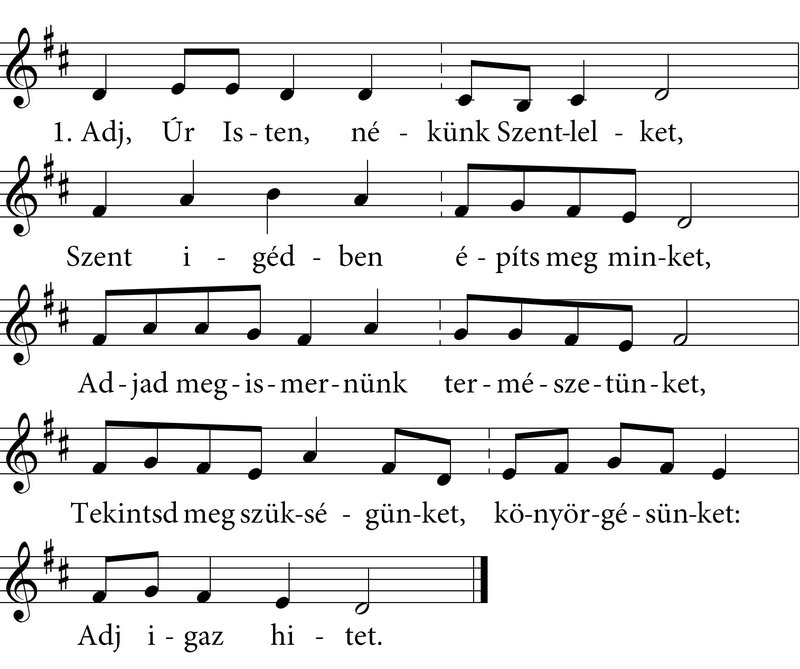 1. Adj, Úr Is - ten, né - künk Szent-lel - ket,
Szent i - géd - ben é - píts meg min-ket,
Ad - jad meg - is - mer - nünk ter - mé - sze - tün - ket,
Tekintsd meg szük-sé - gün-ket, kö-nyör-gé - sün-ket:
Adj i - gaz hi - tet.